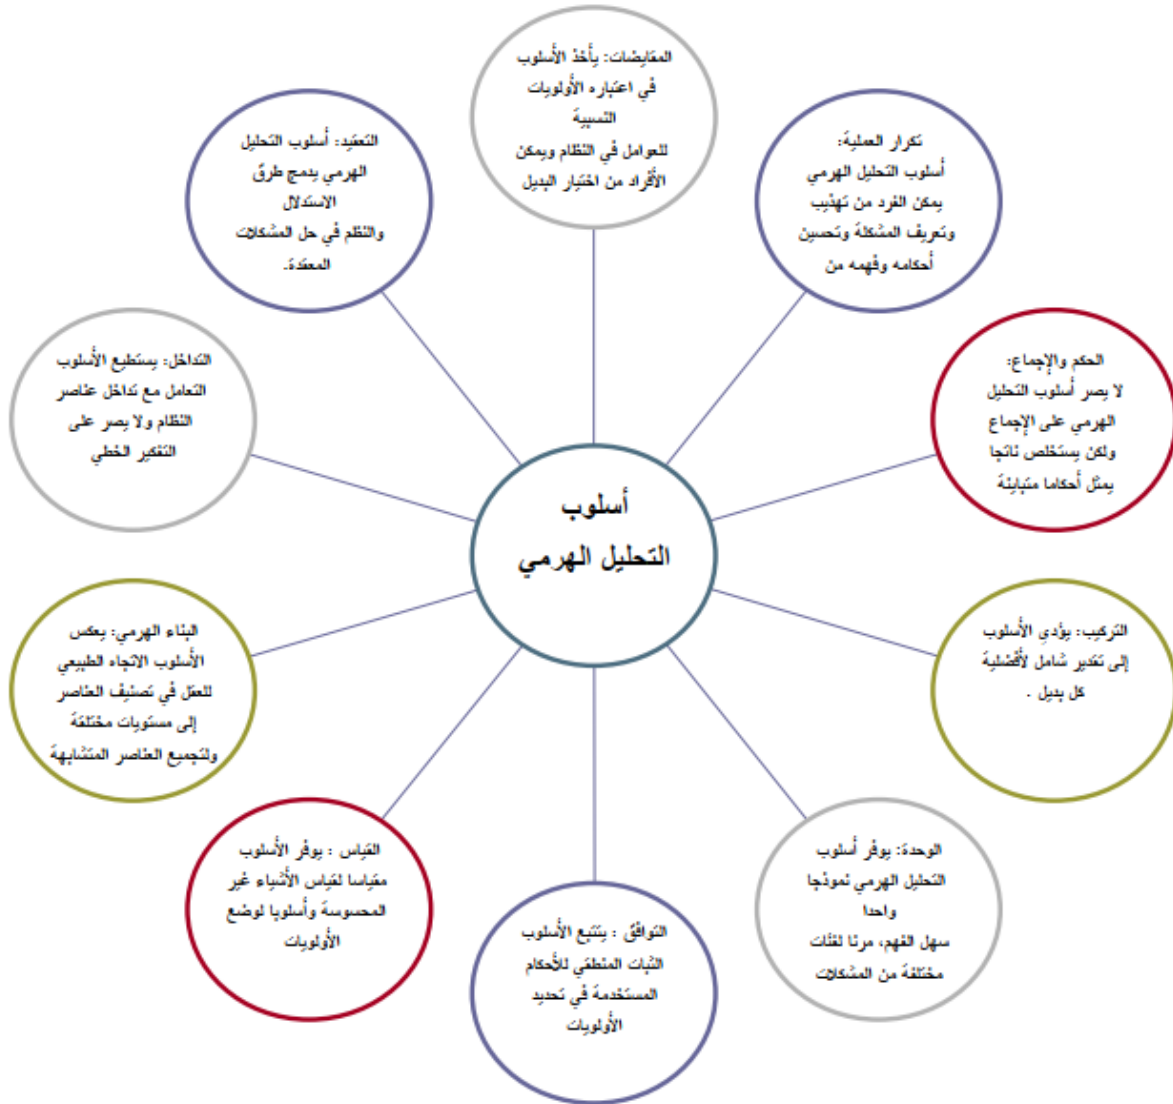 أسلوب
التحليل الهرمي
المقايضات: يأخذ الأسلوب
في اعتباره الأولويات
النسبية
للعوامل في النظام ويمكن
الأفراد من اختيار البديل
تكرار العملية:
أسلوب التحليل الهرمي
يمكن الفرد من تهذيب
وتعريف المشكلة وتحسين
أحكامه وفهمه من
الحكم والإجماع:
لا يصر أسلوب التحليل
الهرمي على الإجماع
ولكن يستخلص ناتجا
يمثل أحكاما متباينة
التركيب: يؤدي الأسلوب
إلى تقدير شامل لأفضلية
كل بديل .
الوحدة: يوفر أسلوب
التحليل الهرمي نموذجا
واحدا
سهل الفهم، مرنا لفئات
مختلفة من المشكلات
التوافق : يتتبع الأسلوب
الثبات المنطقي للأحكام
المستخدمة في تحديد
الأولويات
القياس : يوفر الأسلوب
مقياسا لقياس الأشياء غير
المحسوسة وأسلوبا لوضع
الأولويات
البناء الهرمي: يعكس
الأسلوب الاتجاه الطبيعي
للعقل في تصنيف العناصر
إلى مستويات مختلفة
ولتجميع العناصر المتشابهة
التداخل: يستطيع الأسلوب
التعامل مع تداخل عناصر
النظام ولا يصر على
التفكير الخطي
التعقيد: أسلوب التحليل
الهرمي يدمج طرق
الاستدلال
والنظم في حل المشكلات
المعقدة.